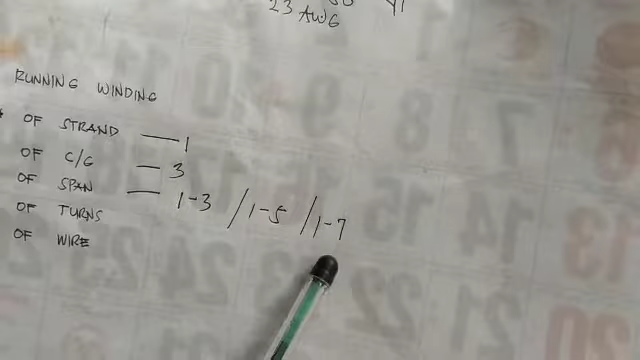 23 AWG
RUNNING WINDING
OF STRAND — 1
OF C/G — 3
OF SPAN — 1-3 / 1-5 / 1-7
OF TURNS
OF WIRE